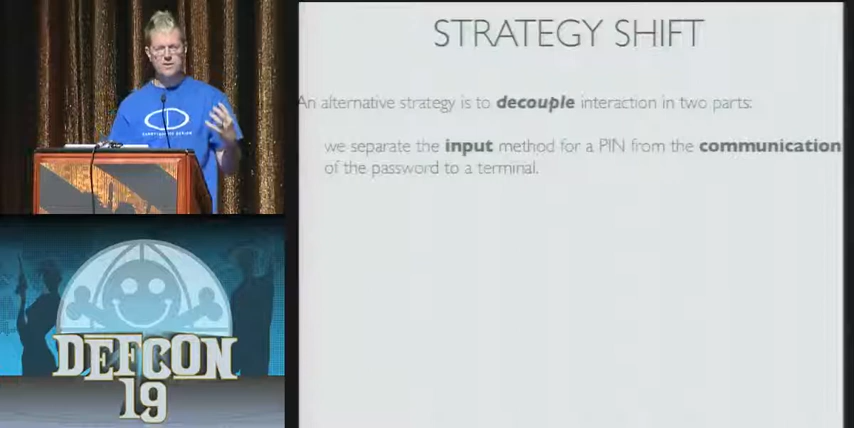 STRATEGY SHIFT
An alternative strategy is to decouple interaction in two parts:
we separate the input method for a PIN from the communication
of the password to a terminal.
DEFCON
19